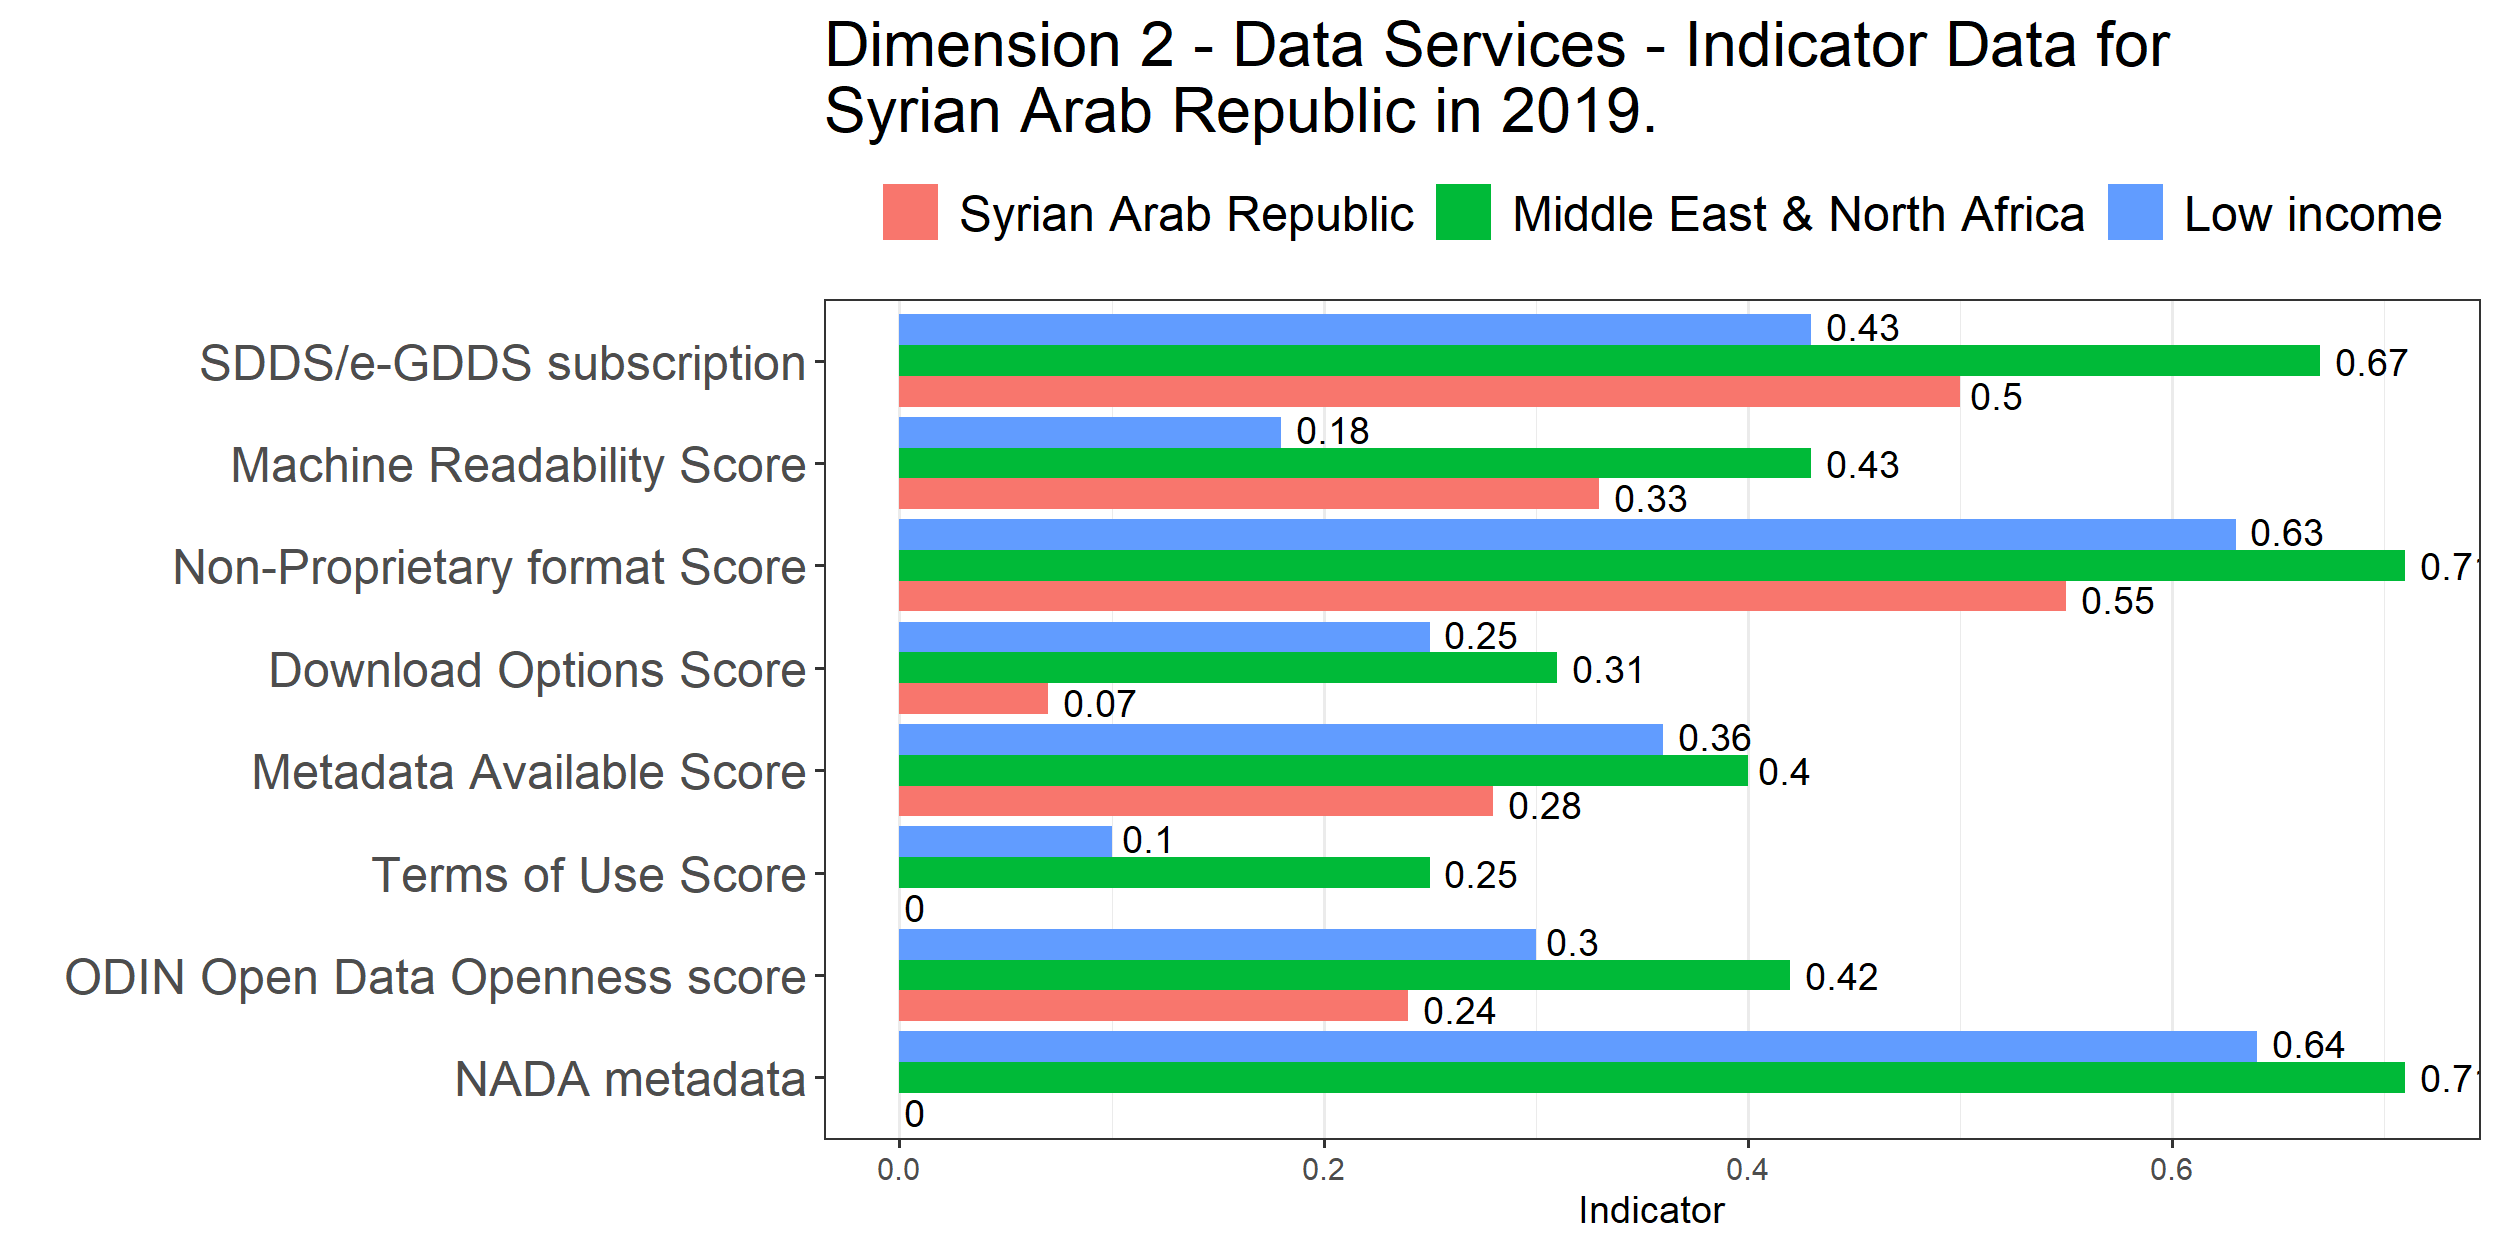 Dimension 2 - Data Services - Indicator Data for
Syrian Arab Republic in 2019.
Syrian Arab Republic Middle East & North Africa Low income
SDDS/e-GDDS subscription
0.43
0.67
0.5
Machine Readability Score
0.18
0.43
0.33
Non-Proprietary format Score
0.63
0.71
0.55
Download Options Score
0.25
0.31
0.07
Metadata Available Score
0.36
0.4
0.28
Terms of Use Score
0.1
0.25
0
ODIN Open Data Openness score
0.3
0.42
0.24
NADA metadata
0.64
0.71
0
0.0 0.2 0.4 0.6
Indicator